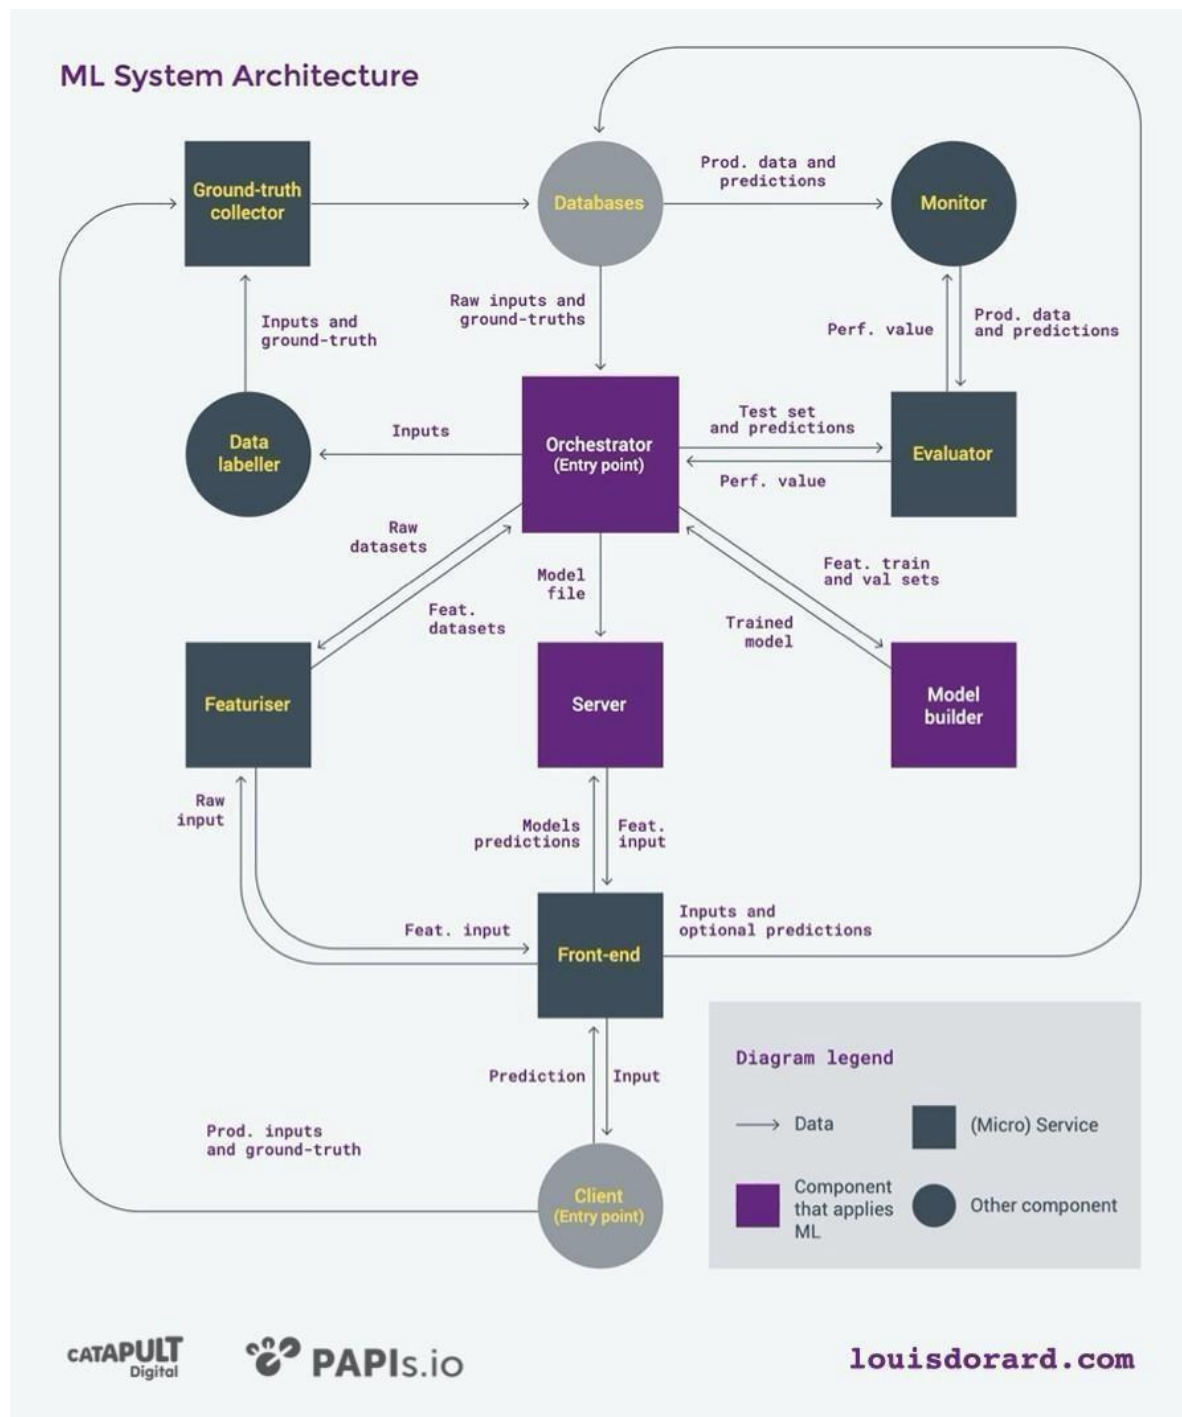 ML System Architecture
Ground-truth
collector
Databases
Prod. data and
predictions
Monitor
Inputs and
ground-truth
Raw inputs and
ground-truths
Perf. value
Prod. data
and predictions
Data
labeller
Inputs
Orchestrator
(Entry point)
Test set
and predictions
Perf. value
Evaluator
Raw
datasets
Feat.
datasets
Model
file
Feat. train
and val sets
Trained
model
Featuriser
Server
Model
builder
Raw
input
Models
predictions
Feat.
input
Feat. input
Front-end
Inputs and
optional predictions
Prediction
Input
Prod. inputs
and ground-truth
Client
(Entry point)
Diagram legend
Data
(Micro) Service
Component
that applies
ML
Other component
CATAPULT
Digital
PAPIs.io
louisdorard.com